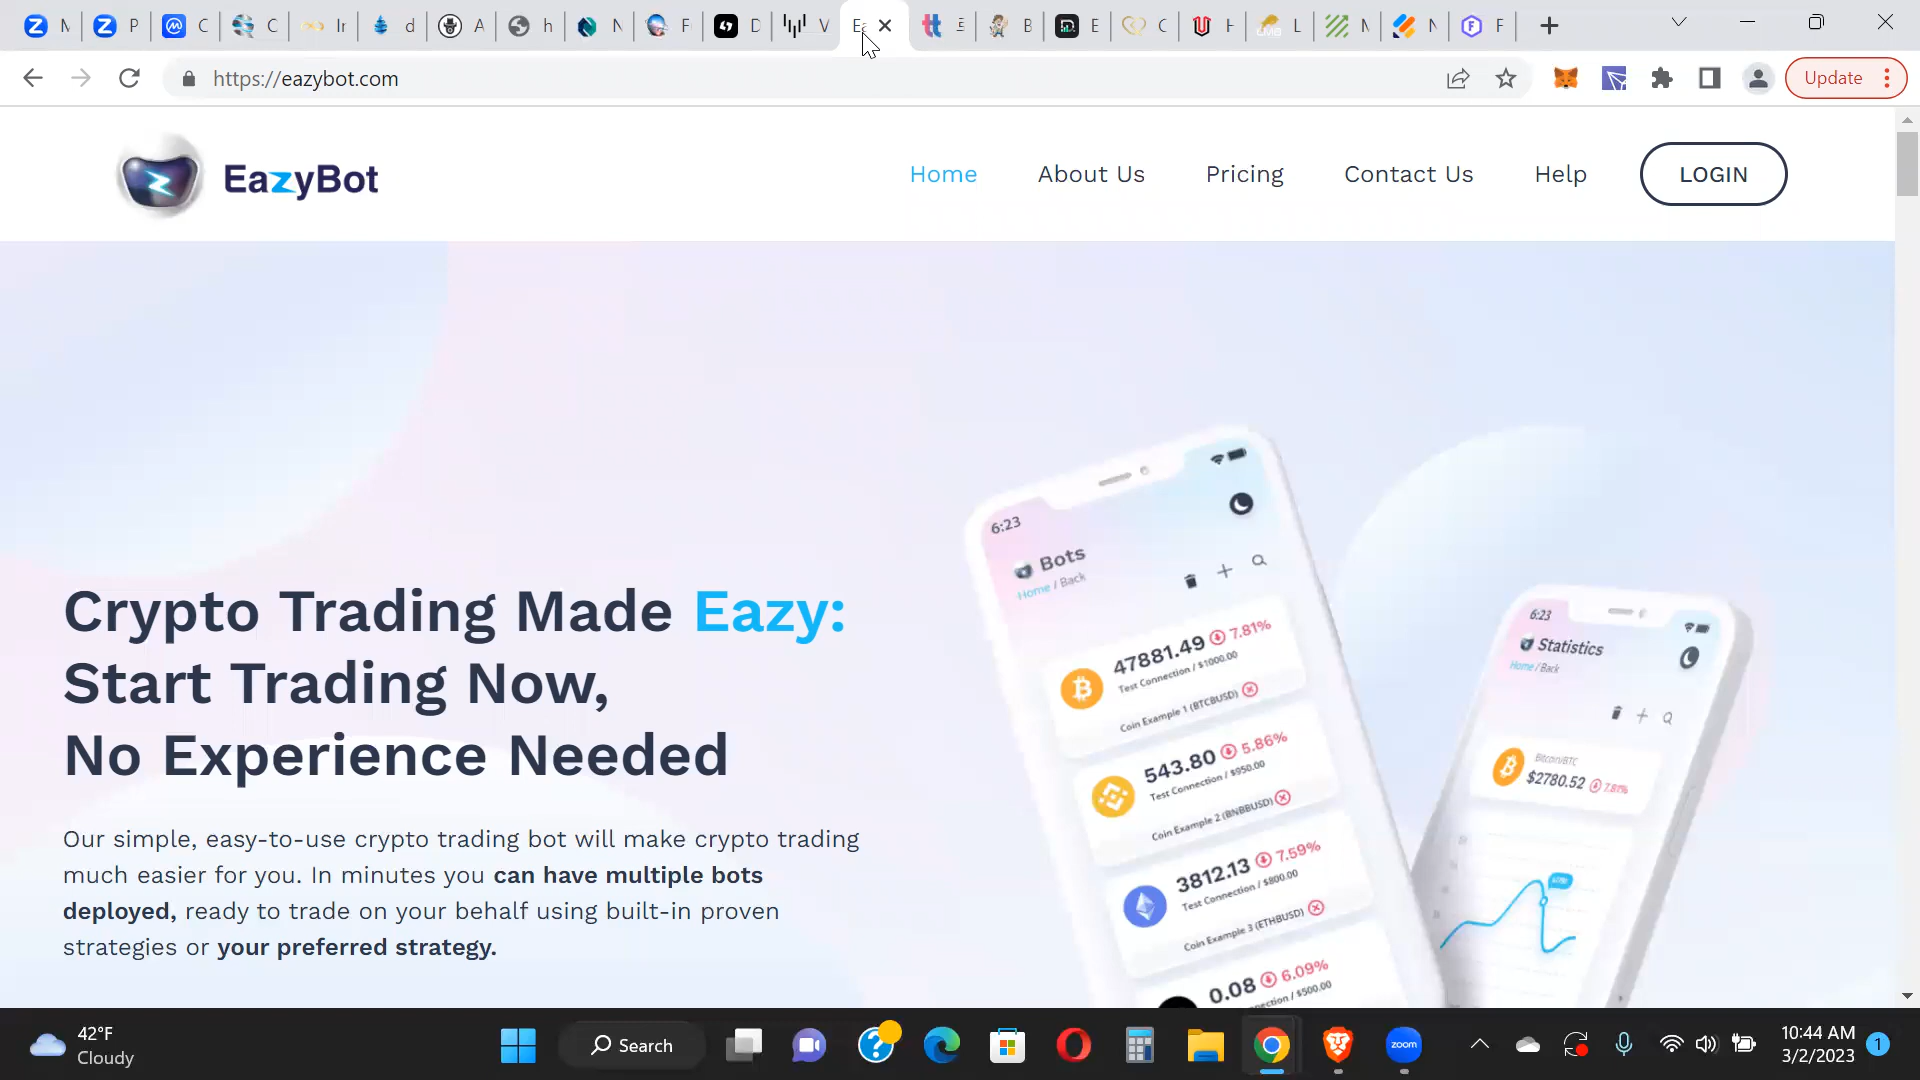 https://eazybot.com
Update
EazyBot
Home
About Us
Pricing
Contact Us
Help
LOGIN
Crypto Trading Made Eazy:
Start Trading Now,
No Experience Needed
Our simple, easy-to-use crypto trading bot will make crypto trading
much easier for you. In minutes you can have multiple bots
deployed, ready to trade on your behalf using built-in proven
strategies or your preferred strategy.
6:23
Bots
Home / Back
47881.49 7.81%
Test Connection / $1000.00
Coin Example 1 (BTCBUSD)
543.80 5.86%
Test Connection / $950.00
Coin Example 2 (BNBBUSD)
3812.13 7.59%
Test Connection / $800.00
Coin Example 3 (ETHBUSD)
0.08 6.09%
6:23
Statistics
Home / Back
Bitcoin/BTC
$2780.52 7.81%
42°F
Cloudy
Search
zoom
10:44 AM
3/2/2023
1